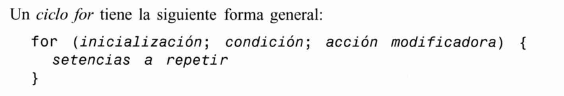 Un ciclo for tiene la siguiente forma general:
for (inicialización; condición; acción modificadora) {
setencias a repetir
}